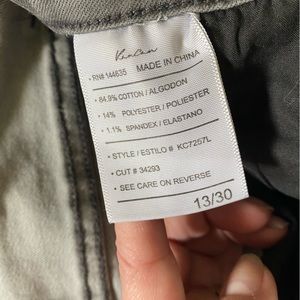 KanCan
• RN# 144635 MADE IN CHINA
• 84.9% COTTON / ALGODON
• 14% POLYESTER / POLIESTER
• 1.1% SPANDEX / ELASTANO
• STYLE / ESTILO # KC7257L
• CUT # 34293
• SEE CARE ON REVERSE
13/30